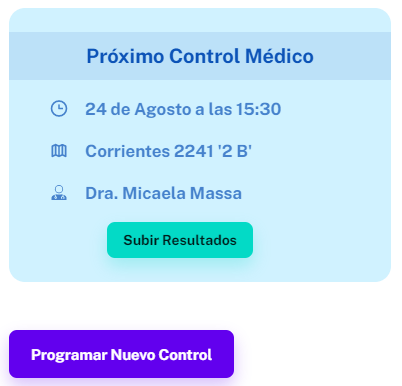 Próximo Control Médico
24 de Agosto a las 15:30
Corrientes 2241 '2 B'
Dra. Micaela Massa
Subir Resultados
Programar Nuevo Control